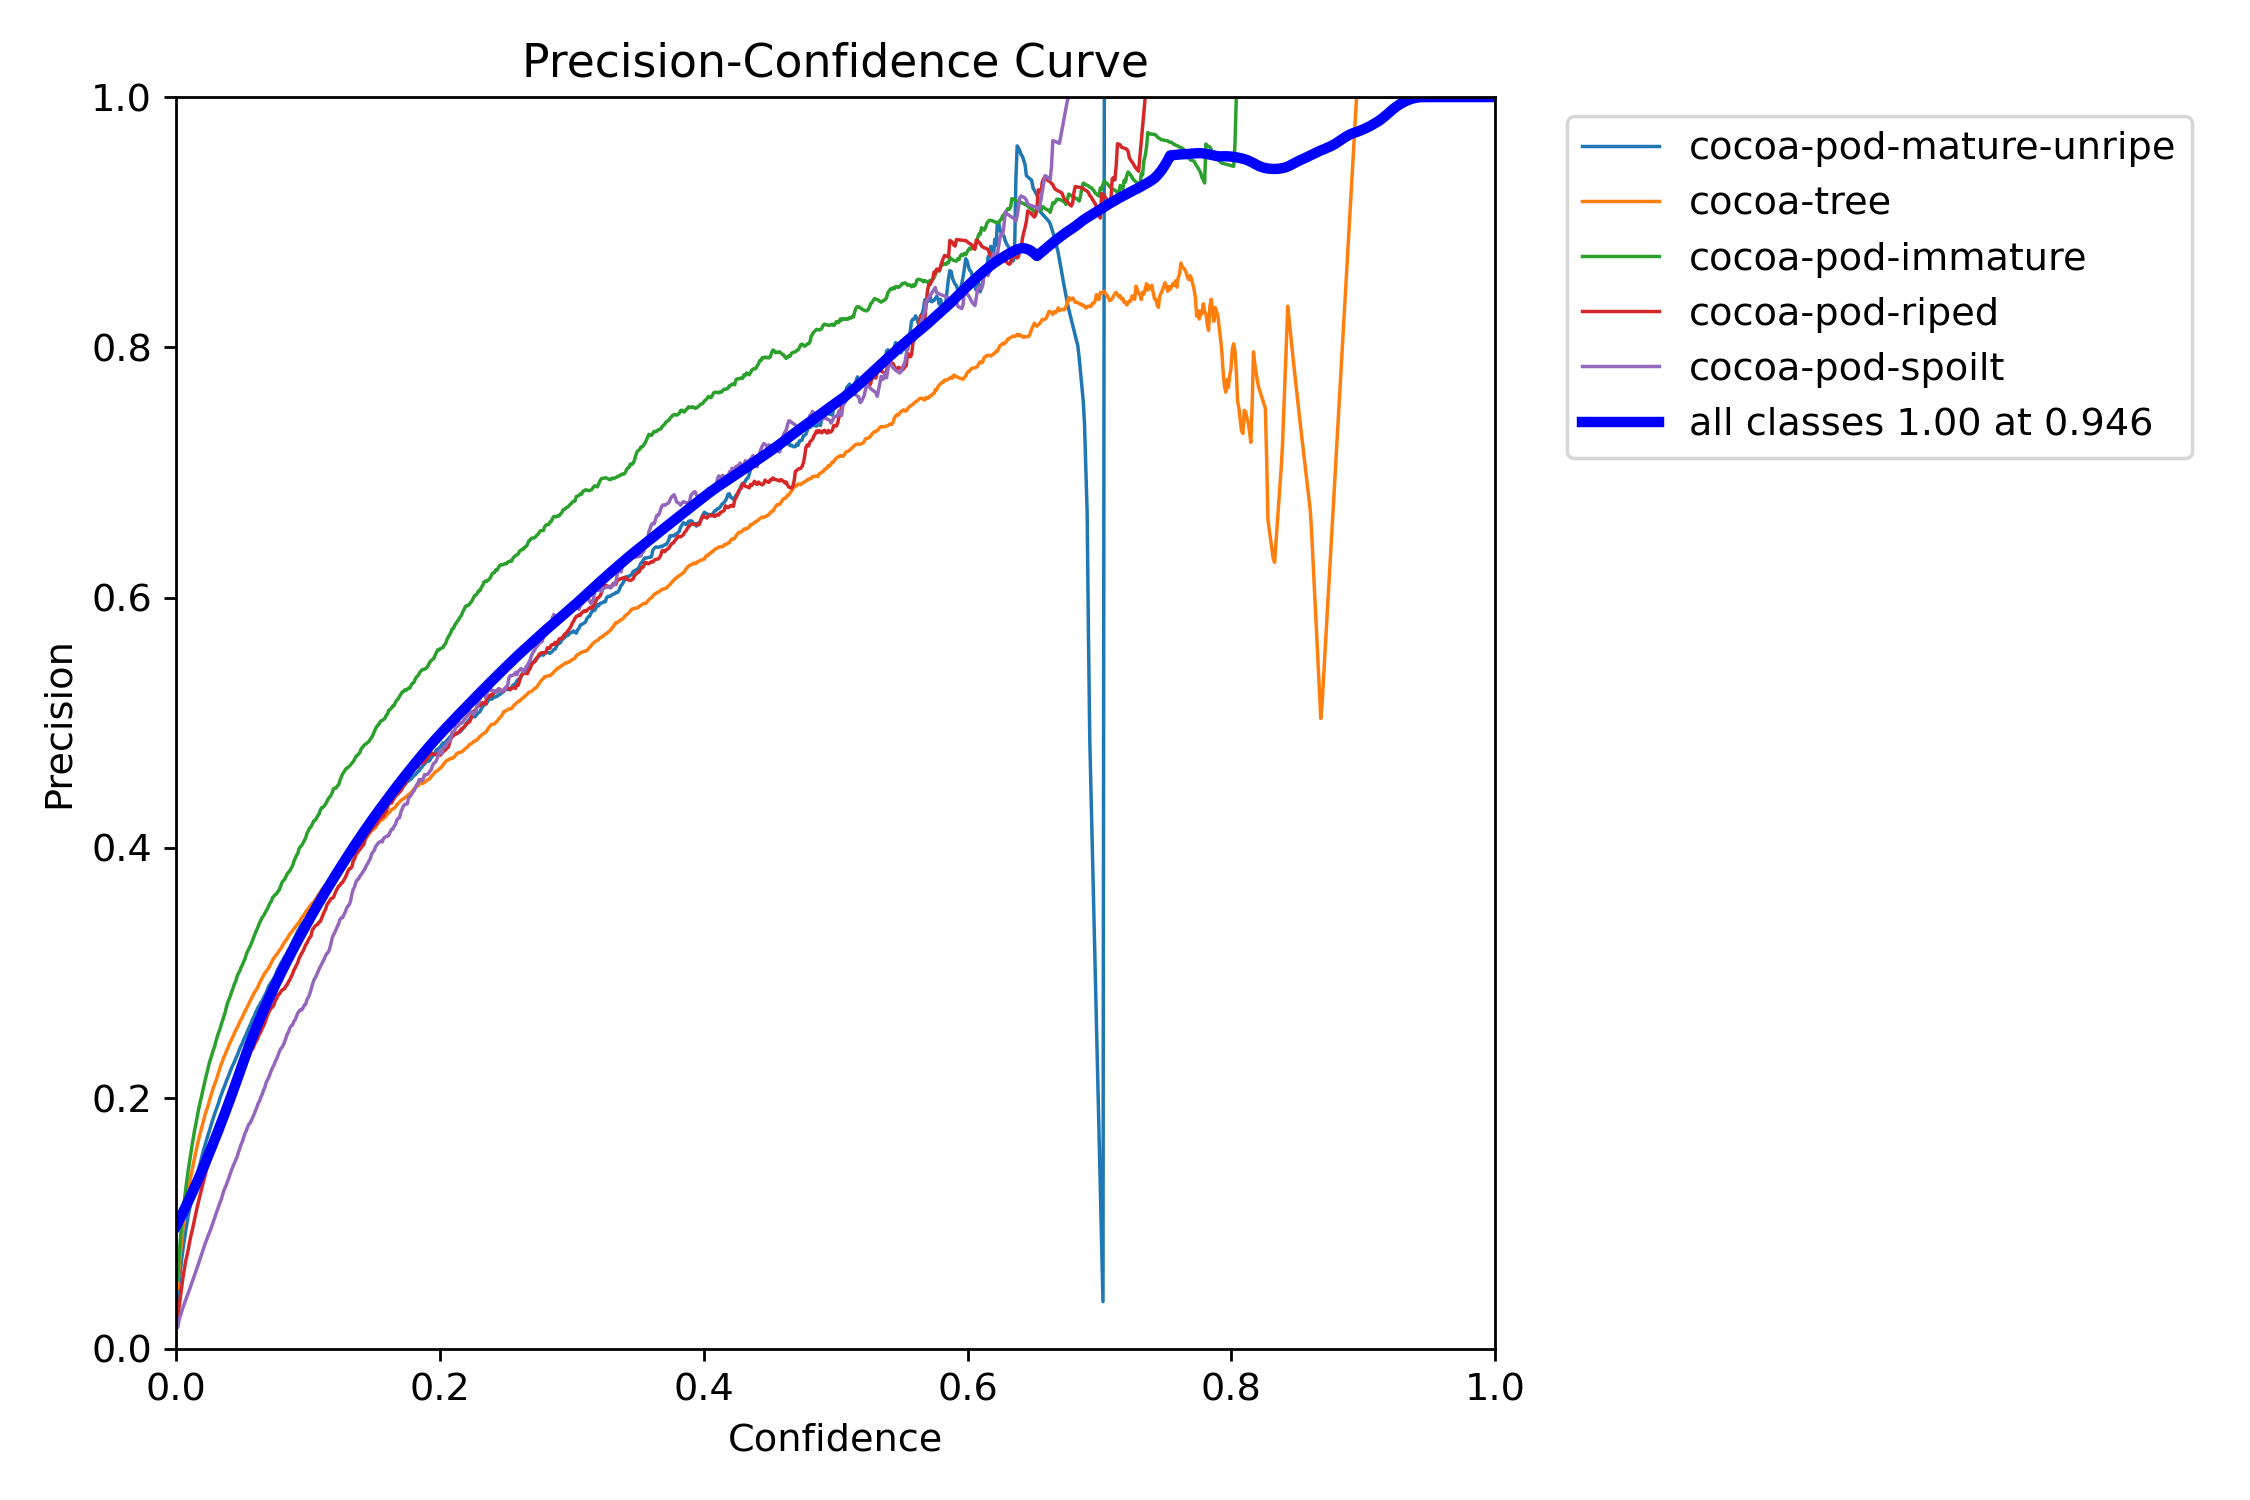 Precision-Confidence Curve
1.0
0.8
0.6
0.4
0.2
0.0
Precision
0.0 0.2 0.4 0.6 0.8 1.0
Confidence
cocoa-pod-mature-unripe
cocoa-tree
cocoa-pod-immature
cocoa-pod-riped
cocoa-pod-spoilt
all classes 1.00 at 0.946